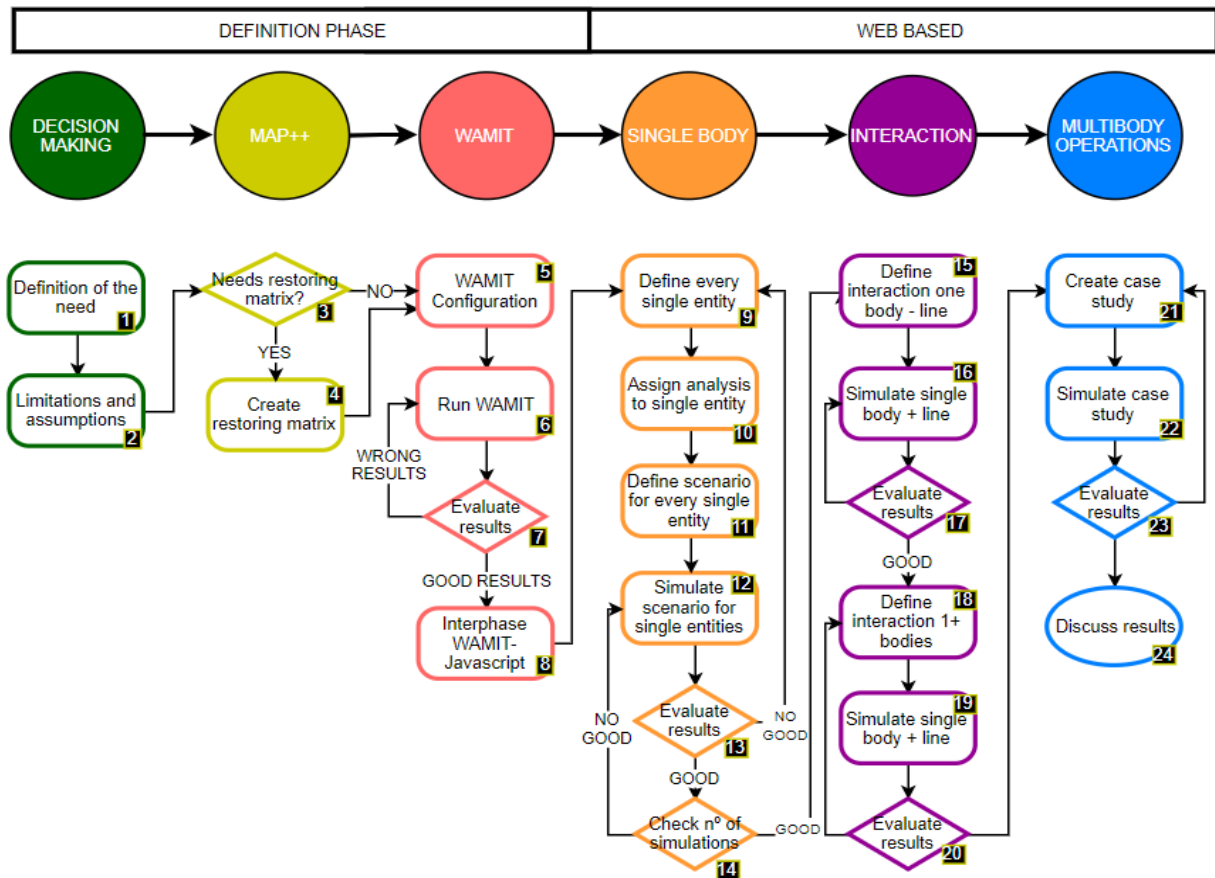 DEFINITION PHASE
WEB BASED
DECISION
MAKING
MAP++
WAMIT
SINGLE BODY
INTERACTION
MULTIBODY
OPERATIONS
Definition of the
need
1
Limitations and
assumptions
2
Needs restoring
matrix?
3
NO
YES
4
Create
restoring matrix
5
WAMIT
Configuration
Run WAMIT
6
WRONG
RESULTS
Evaluate
results
7
GOOD RESULTS
Interphase
WAMIT-
Javascript
8
Define every
single entity
9
Assign analysis
to single entity
10
Define scenario
for every single
entity
11
12
Simulate
scenario for
single entities
Evaluate
results
13
NO
GOOD
NO
GOOD
GOOD
Check nº of
simulations
14
GOOD
15
Define
interaction one
body - line
16
Simulate single
body + line
Evaluate
results
17
GOOD
18
Define
interaction 1+
bodies
19
Simulate single
body + line
Evaluate
results
20
Create case
study
21
Simulate case
study
22
Evaluate
results
23
Discuss results
24